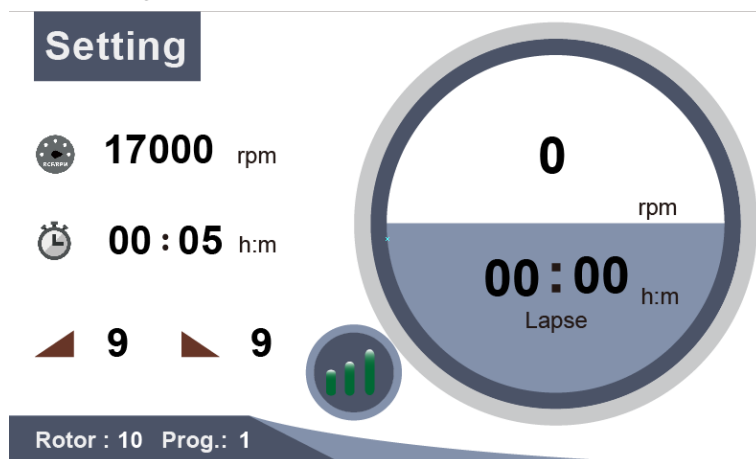 Setting
17000 rpm
00:05 h:m
9 9
0
rpm
00:00 h:m
Lapse
Rotor : 10 Prog.: 1